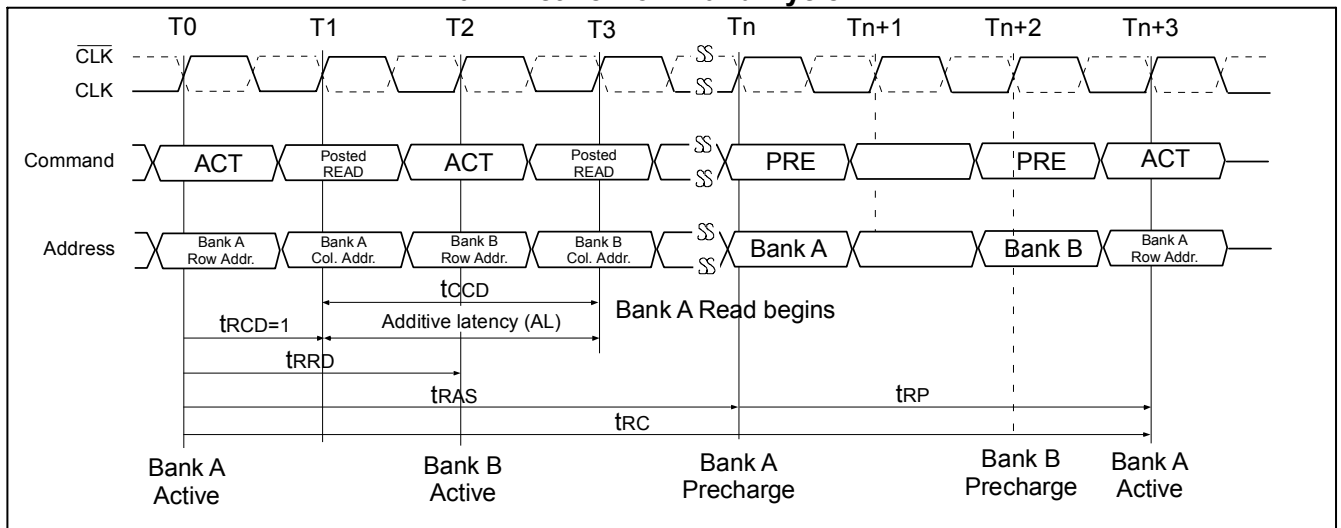 T0 T1 T2 T3 Tn Tn+1 Tn+2 Tn+3
CLK
CLK
Command ACT Posted READ ACT Posted READ PRE PRE ACT
Address Bank A Row Addr. Bank A Col. Addr. Bank B Row Addr. Bank B Col. Addr. Bank A Bank B Bank A Row Addr.
tCCD
Bank A Read begins
tRCD=1 Additive latency (AL)
tRRD
tRAS tRP
tRC
Bank A Active Bank B Active Bank A Precharge Bank B Precharge Bank A Active